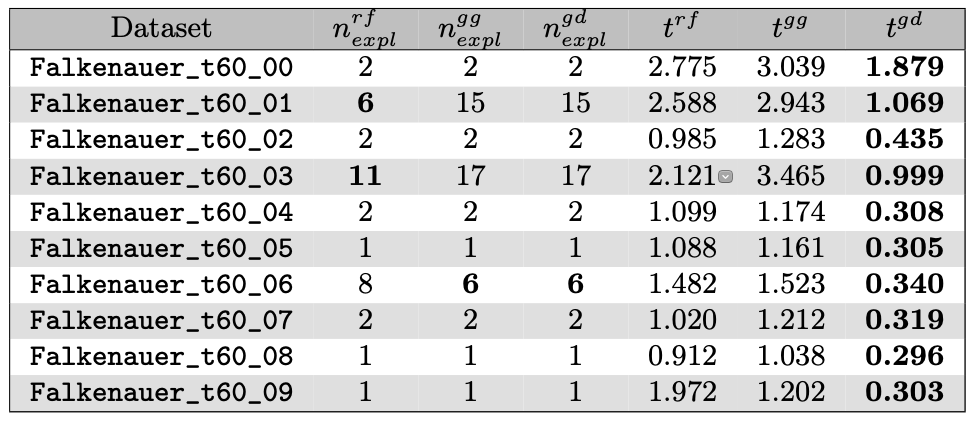 Dataset n^{rf}_{expl} n^{gg}_{expl} n^{gd}_{expl} t^{rf} t^{gg} t^{gd}
Falkenauer_t60_00 2 2 2 2.775 3.039 1.879
Falkenauer_t60_01 6 15 15 2.588 2.943 1.069
Falkenauer_t60_02 2 2 2 0.985 1.283 0.435
Falkenauer_t60_03 11 17 17 2.121 3.465 0.999
Falkenauer_t60_04 2 2 2 1.099 1.174 0.308
Falkenauer_t60_05 1 1 1 1.088 1.161 0.305
Falkenauer_t60_06 8 6 6 1.482 1.523 0.340
Falkenauer_t60_07 2 2 2 1.020 1.212 0.319
Falkenauer_t60_08 1 1 1 0.912 1.038 0.296
Falkenauer_t60_09 1 1 1 1.972 1.202 0.303